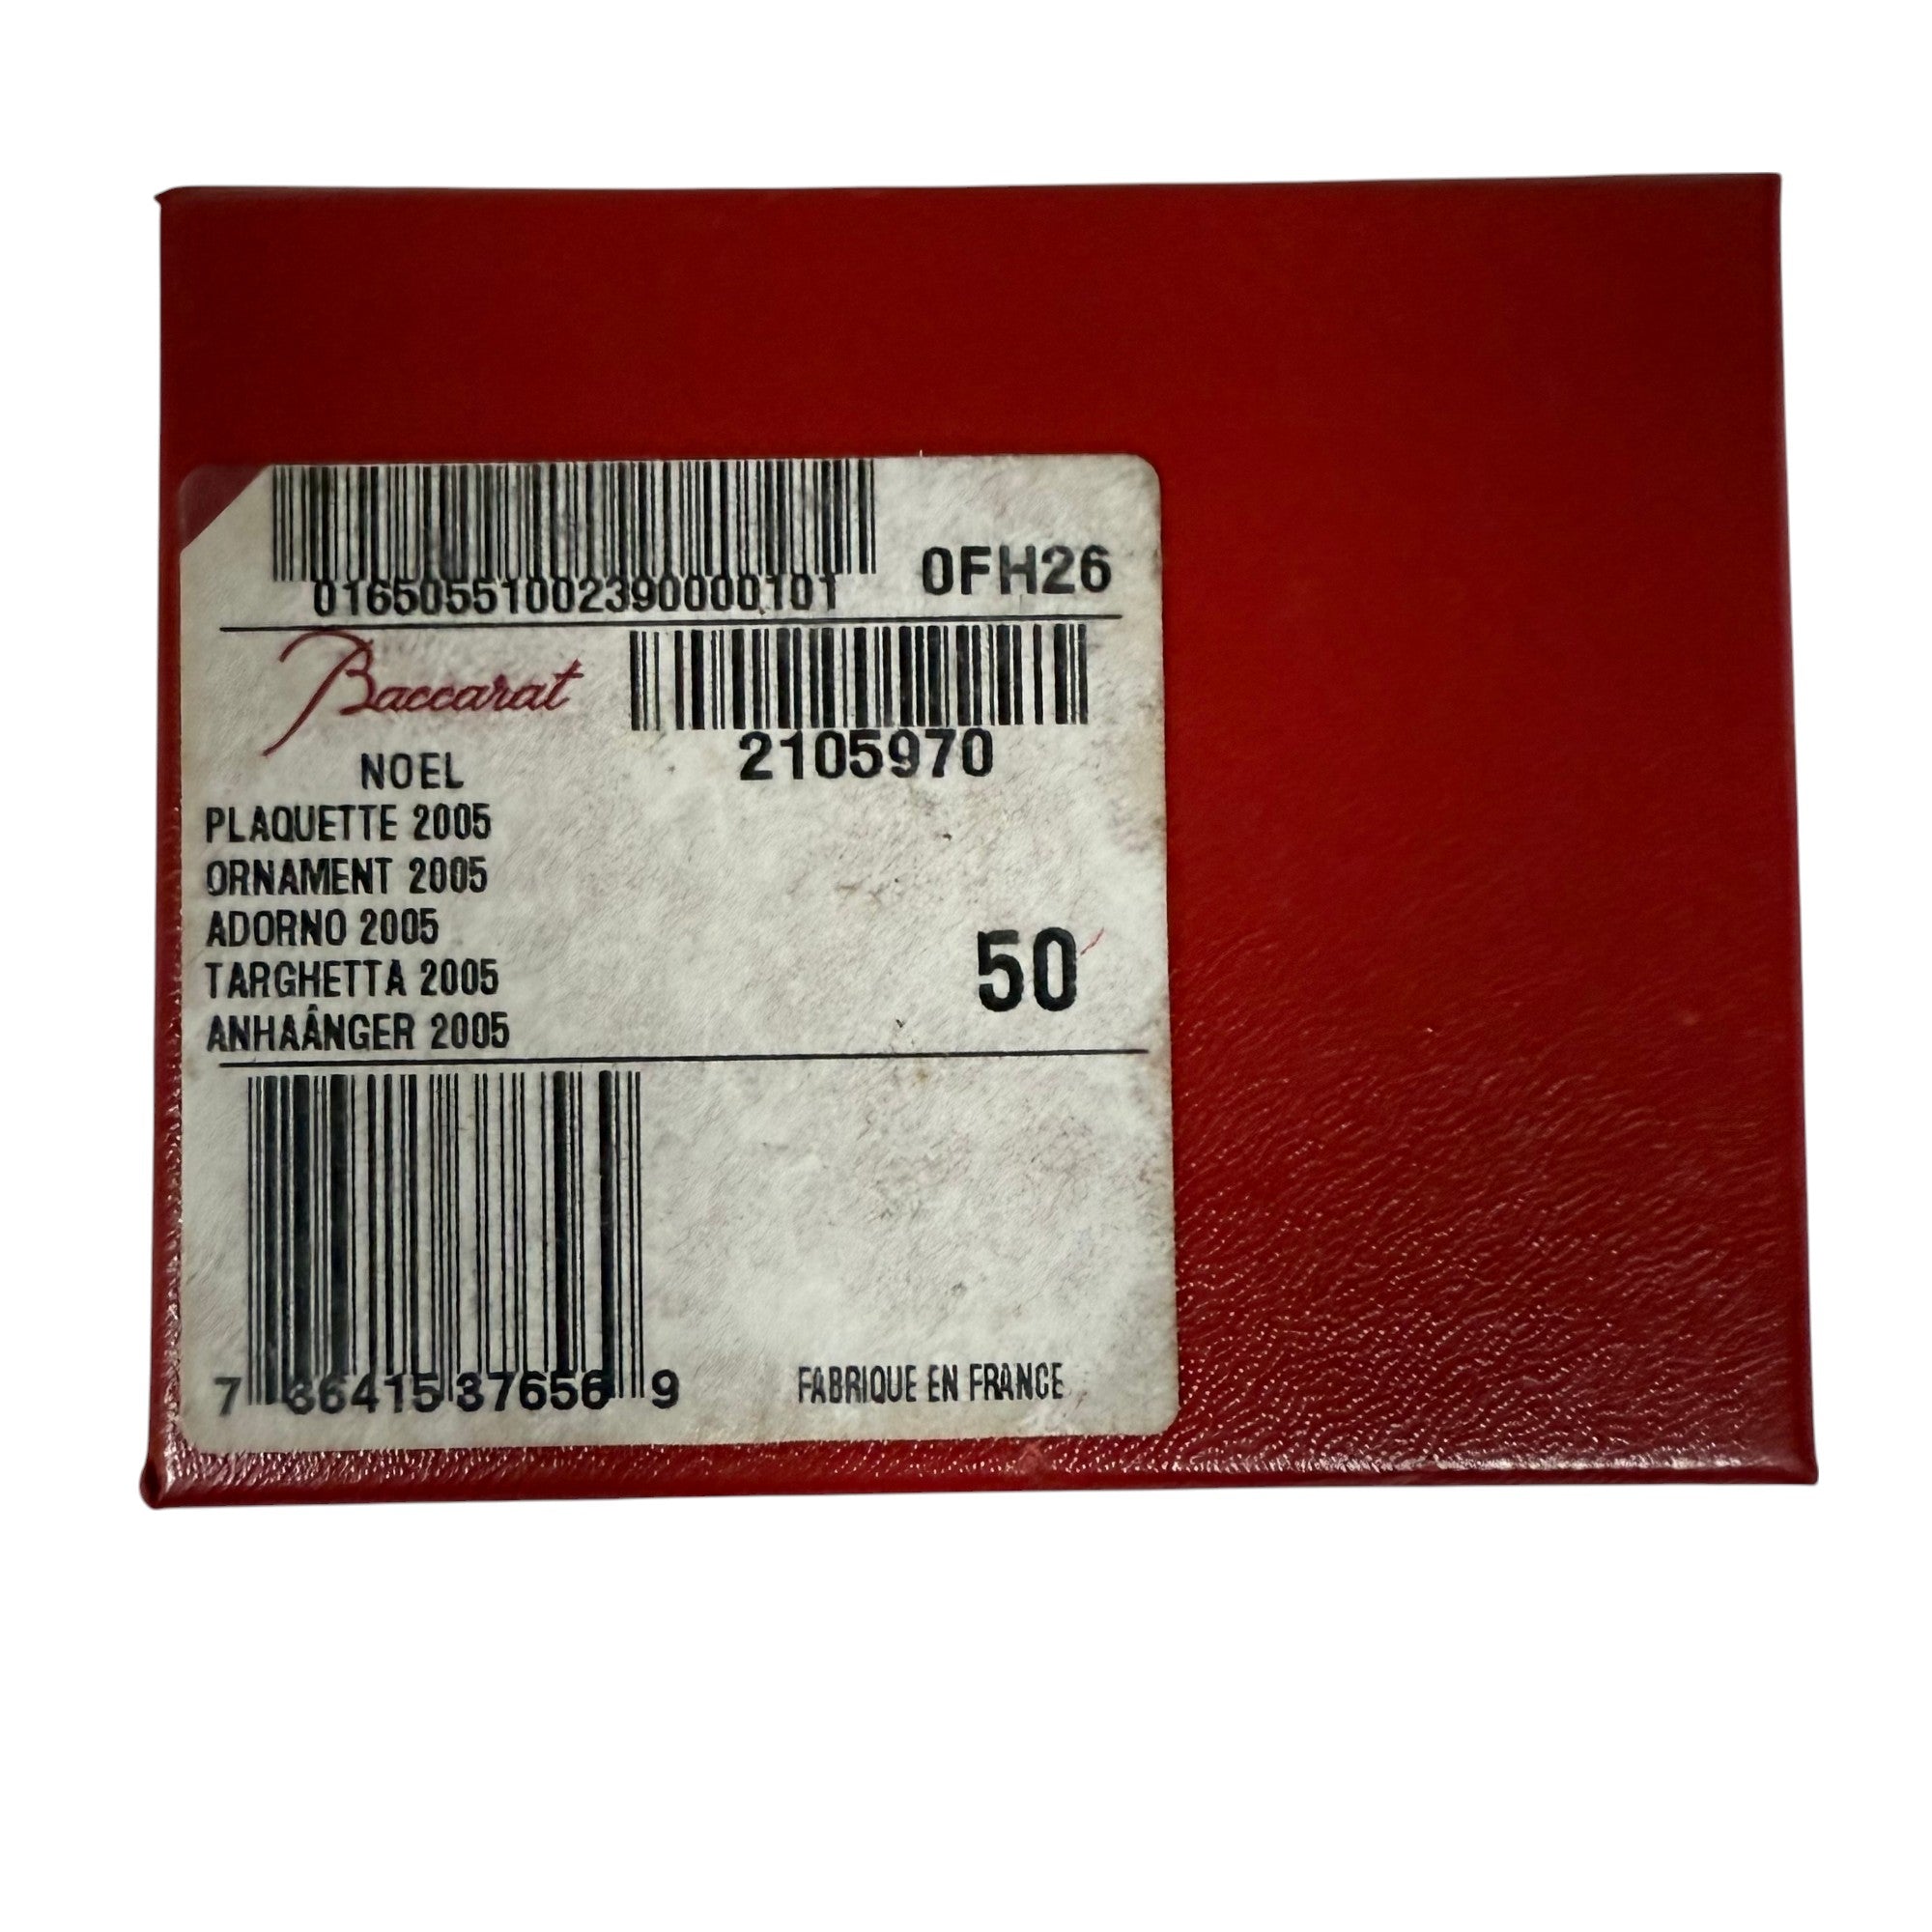 01650551002390000101
0FH26
Baccarat
2105970
NOEL
PLAQUETTE 2005
ORNAMENT 2005
ADORNO 2005
TARGHETTA 2005
ANHAÂNGER 2005
50
7 36415 37656 9
FABRIQUE EN FRANCE